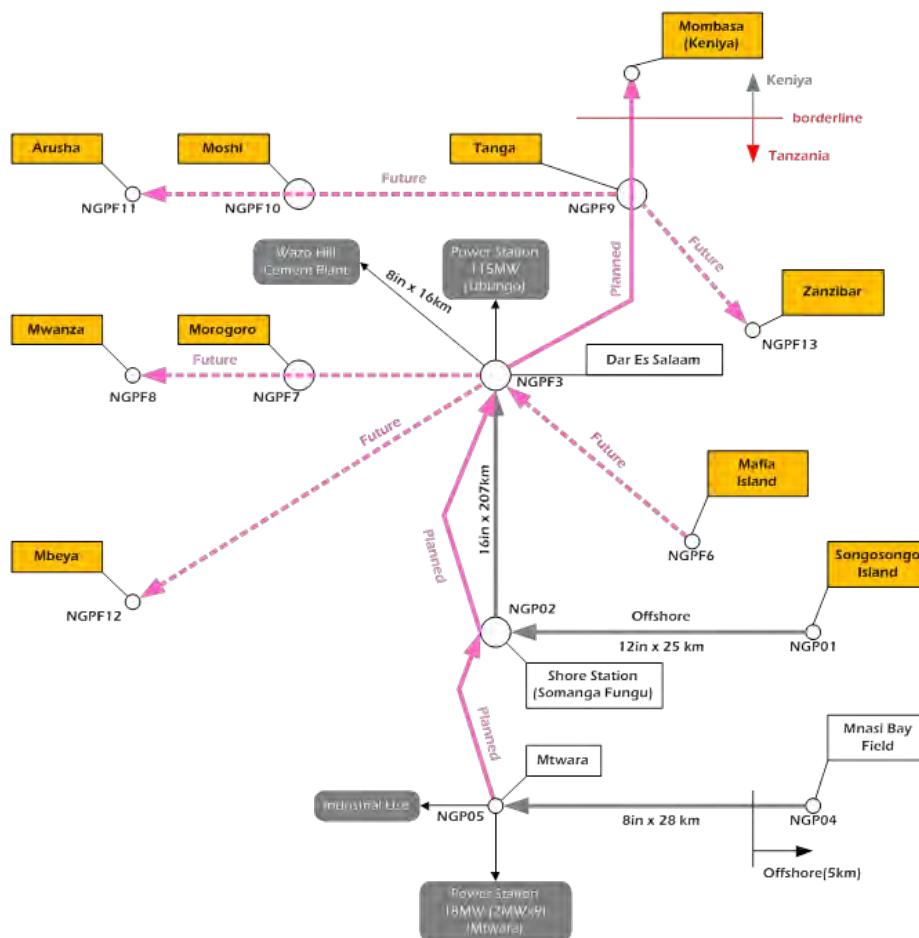 Mombasa
(Keniya)
Keniya
borderline
Tanzania
Arusha
Moshi
Tanga
Future
NGPF11
NGPF10
NGPF9
Wazo Hill
Cement Plant
Power Station
115MW
(Ubungo)
8in x 16km
Planned
Future
Zanzibar
NGPF13
Mwanza
Morogoro
Future
NGPF8
NGPF7
NGPF3
Dar Es Salaam
Future
Future
Mafia
Island
NGPF6
16in x 207km
Planned
Mbeya
NGPF12
Songosongo
Island
NGP02
Offshore
12in x 25 km
NGP01
Shore Station
(Somanga Fungu)
Planned
Mnasi Bay
Field
Mtwara
Industrial Use
NGP05
8in x 28 km
NGP04
Offshore(5km)
Power Station
18MW (2MWx9)
(Mtwara)